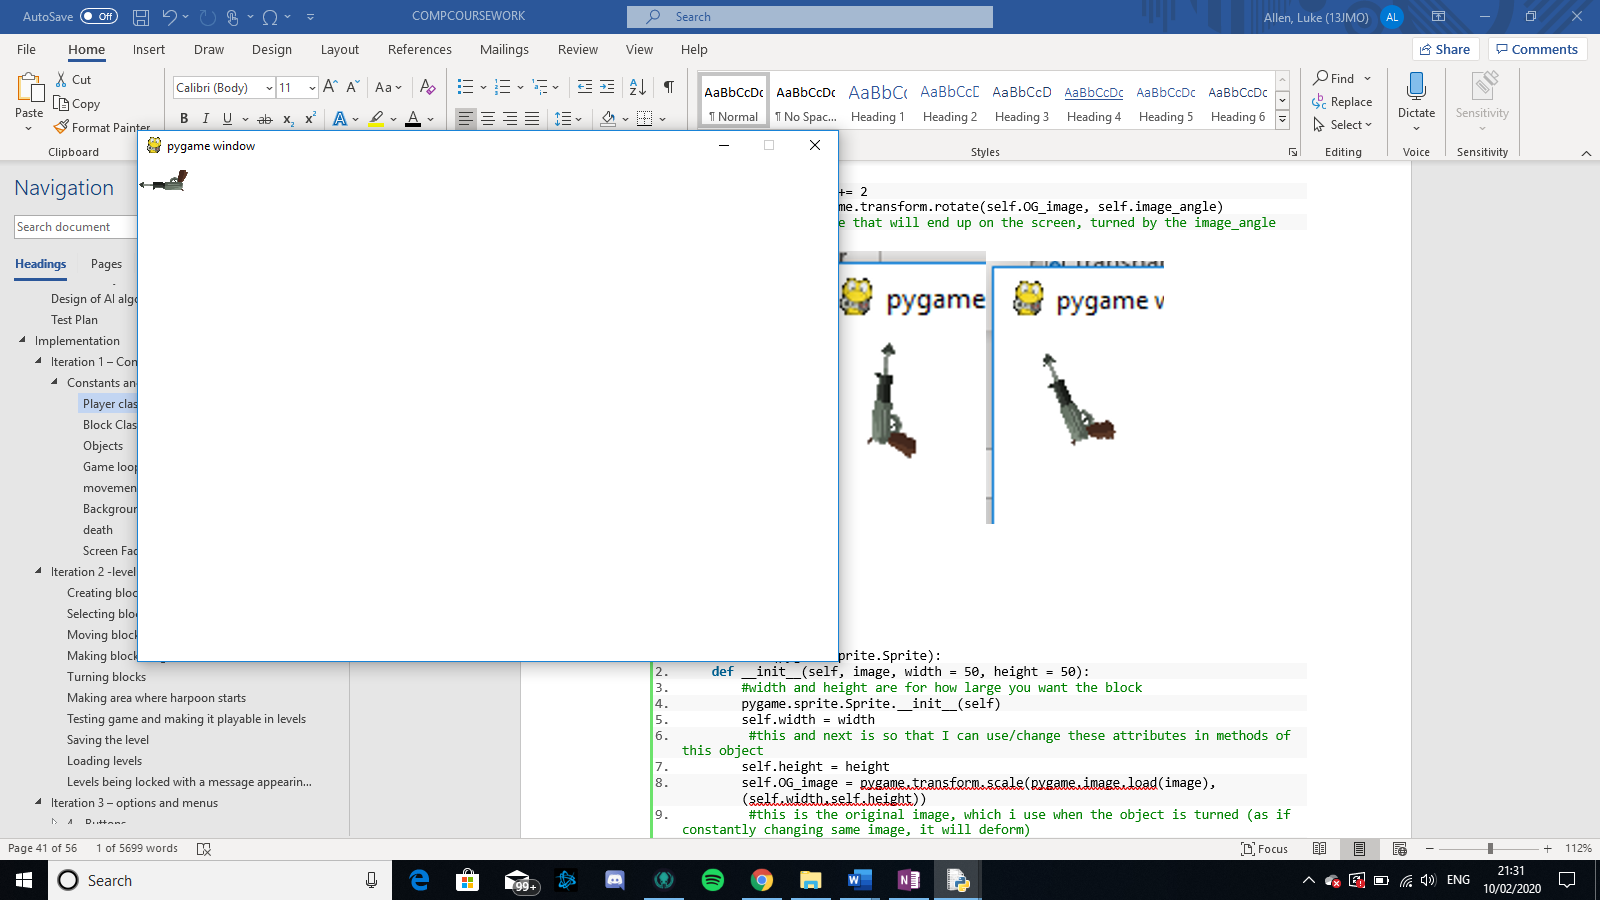 AutoSave Off COMPCOURSEWORK Search Allen, Luke (13JMO) AL
File Home Insert Draw Design Layout References Mailings Review View Help Share Comments
Paste Cut Copy Format Painter
Clipboard
Calibri (Body) 11
AaBbCcDc AaBbCcDc AaBbCc AaBbCcD AaBbCcD AaBbCcDc AaBbCcDc AaBbCcDc
¶ Normal ¶ No Spac... Heading 1 Heading 2 Heading 3 Heading 4 Heading 5 Heading 6
Styles
Find
Replace
Select
Editing
Dictate
Voice
Sensitivity
Sensitivity
pygame window
Navigation
Search document
Headings Pages
Design of AI algo
Test Plan
Implementation
Iteration 1 – Con
Constants an
Player clas
Block Clas
Objects
Game loop
movemen
Backgroun
death
Screen Fad
Iteration 2 -level
Creating bloc
Selecting blo
Moving block
Making block
Turning blocks
Making area where harpoon starts
Testing game and making it playable in levels
Saving the level
Loading levels
Levels being locked with a message appearin...
Iteration 3 – options and menus
+= 2
me.transform.rotate(self.OG_image, self.image_angle)
e that will end up on the screen, turned by the image_angle
pygame
pygame w
prite.Sprite):
2. def __init__(self, image, width = 50, height = 50):
3. #width and height are for how large you want the block
4. pygame.sprite.Sprite.__init__(self)
5. self.width = width
6. #this and next is so that I can use/change these attributes in methods of
this object
7. self.height = height
8. self.OG_image = pygame.transform.scale(pygame.image.load(image),
(self.width,self.height))
9. #this is the original image, which i use when the object is turned (as if
constantly changing same image, it will deform)
Page 41 of 56 1 of 5699 words Focus 112%
Search 99+ ENG 21:31
10/02/2020